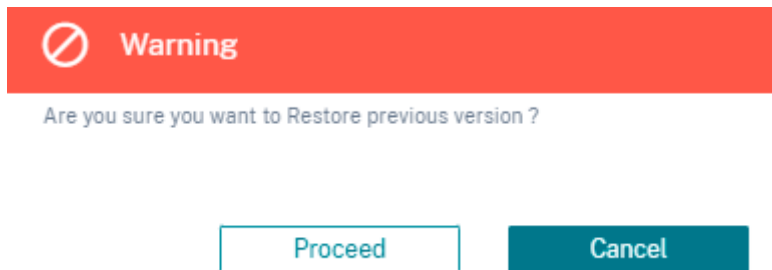 Warning
Are you sure you want to Restore previous version ?
Proceed Cancel